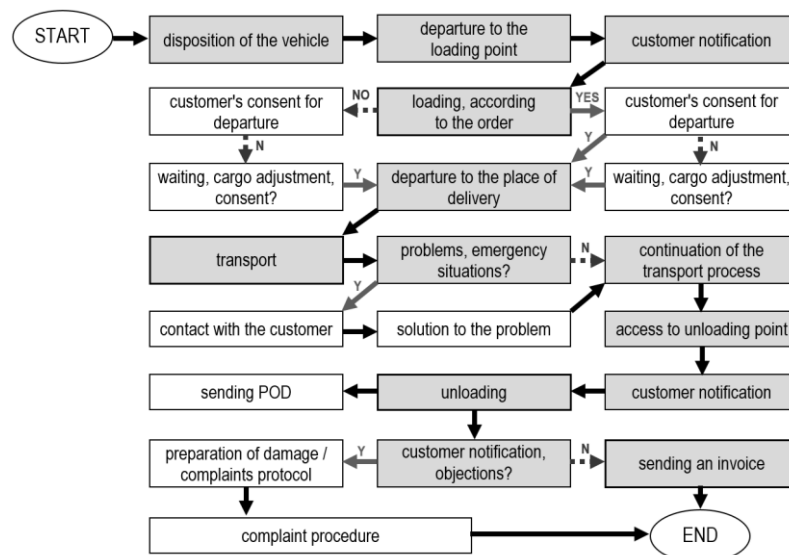 START
disposition of the vehicle
departure to the
loading point
customer notification
customer's consent for
departure
NO
loading, according
to the order
YES
customer's consent for
departure
N
Y
N
waiting, cargo adjustment,
consent?
Y
departure to the place of
delivery
Y
waiting, cargo adjustment,
consent?
transport
problems, emergency
situations?
N
continuation of the
transport process
Y
contact with the customer
solution to the problem
access to unloading point
sending POD
unloading
customer notification
preparation of damage /
complaints protocol
Y
customer notification,
objections?
N
sending an invoice
complaint procedure
END